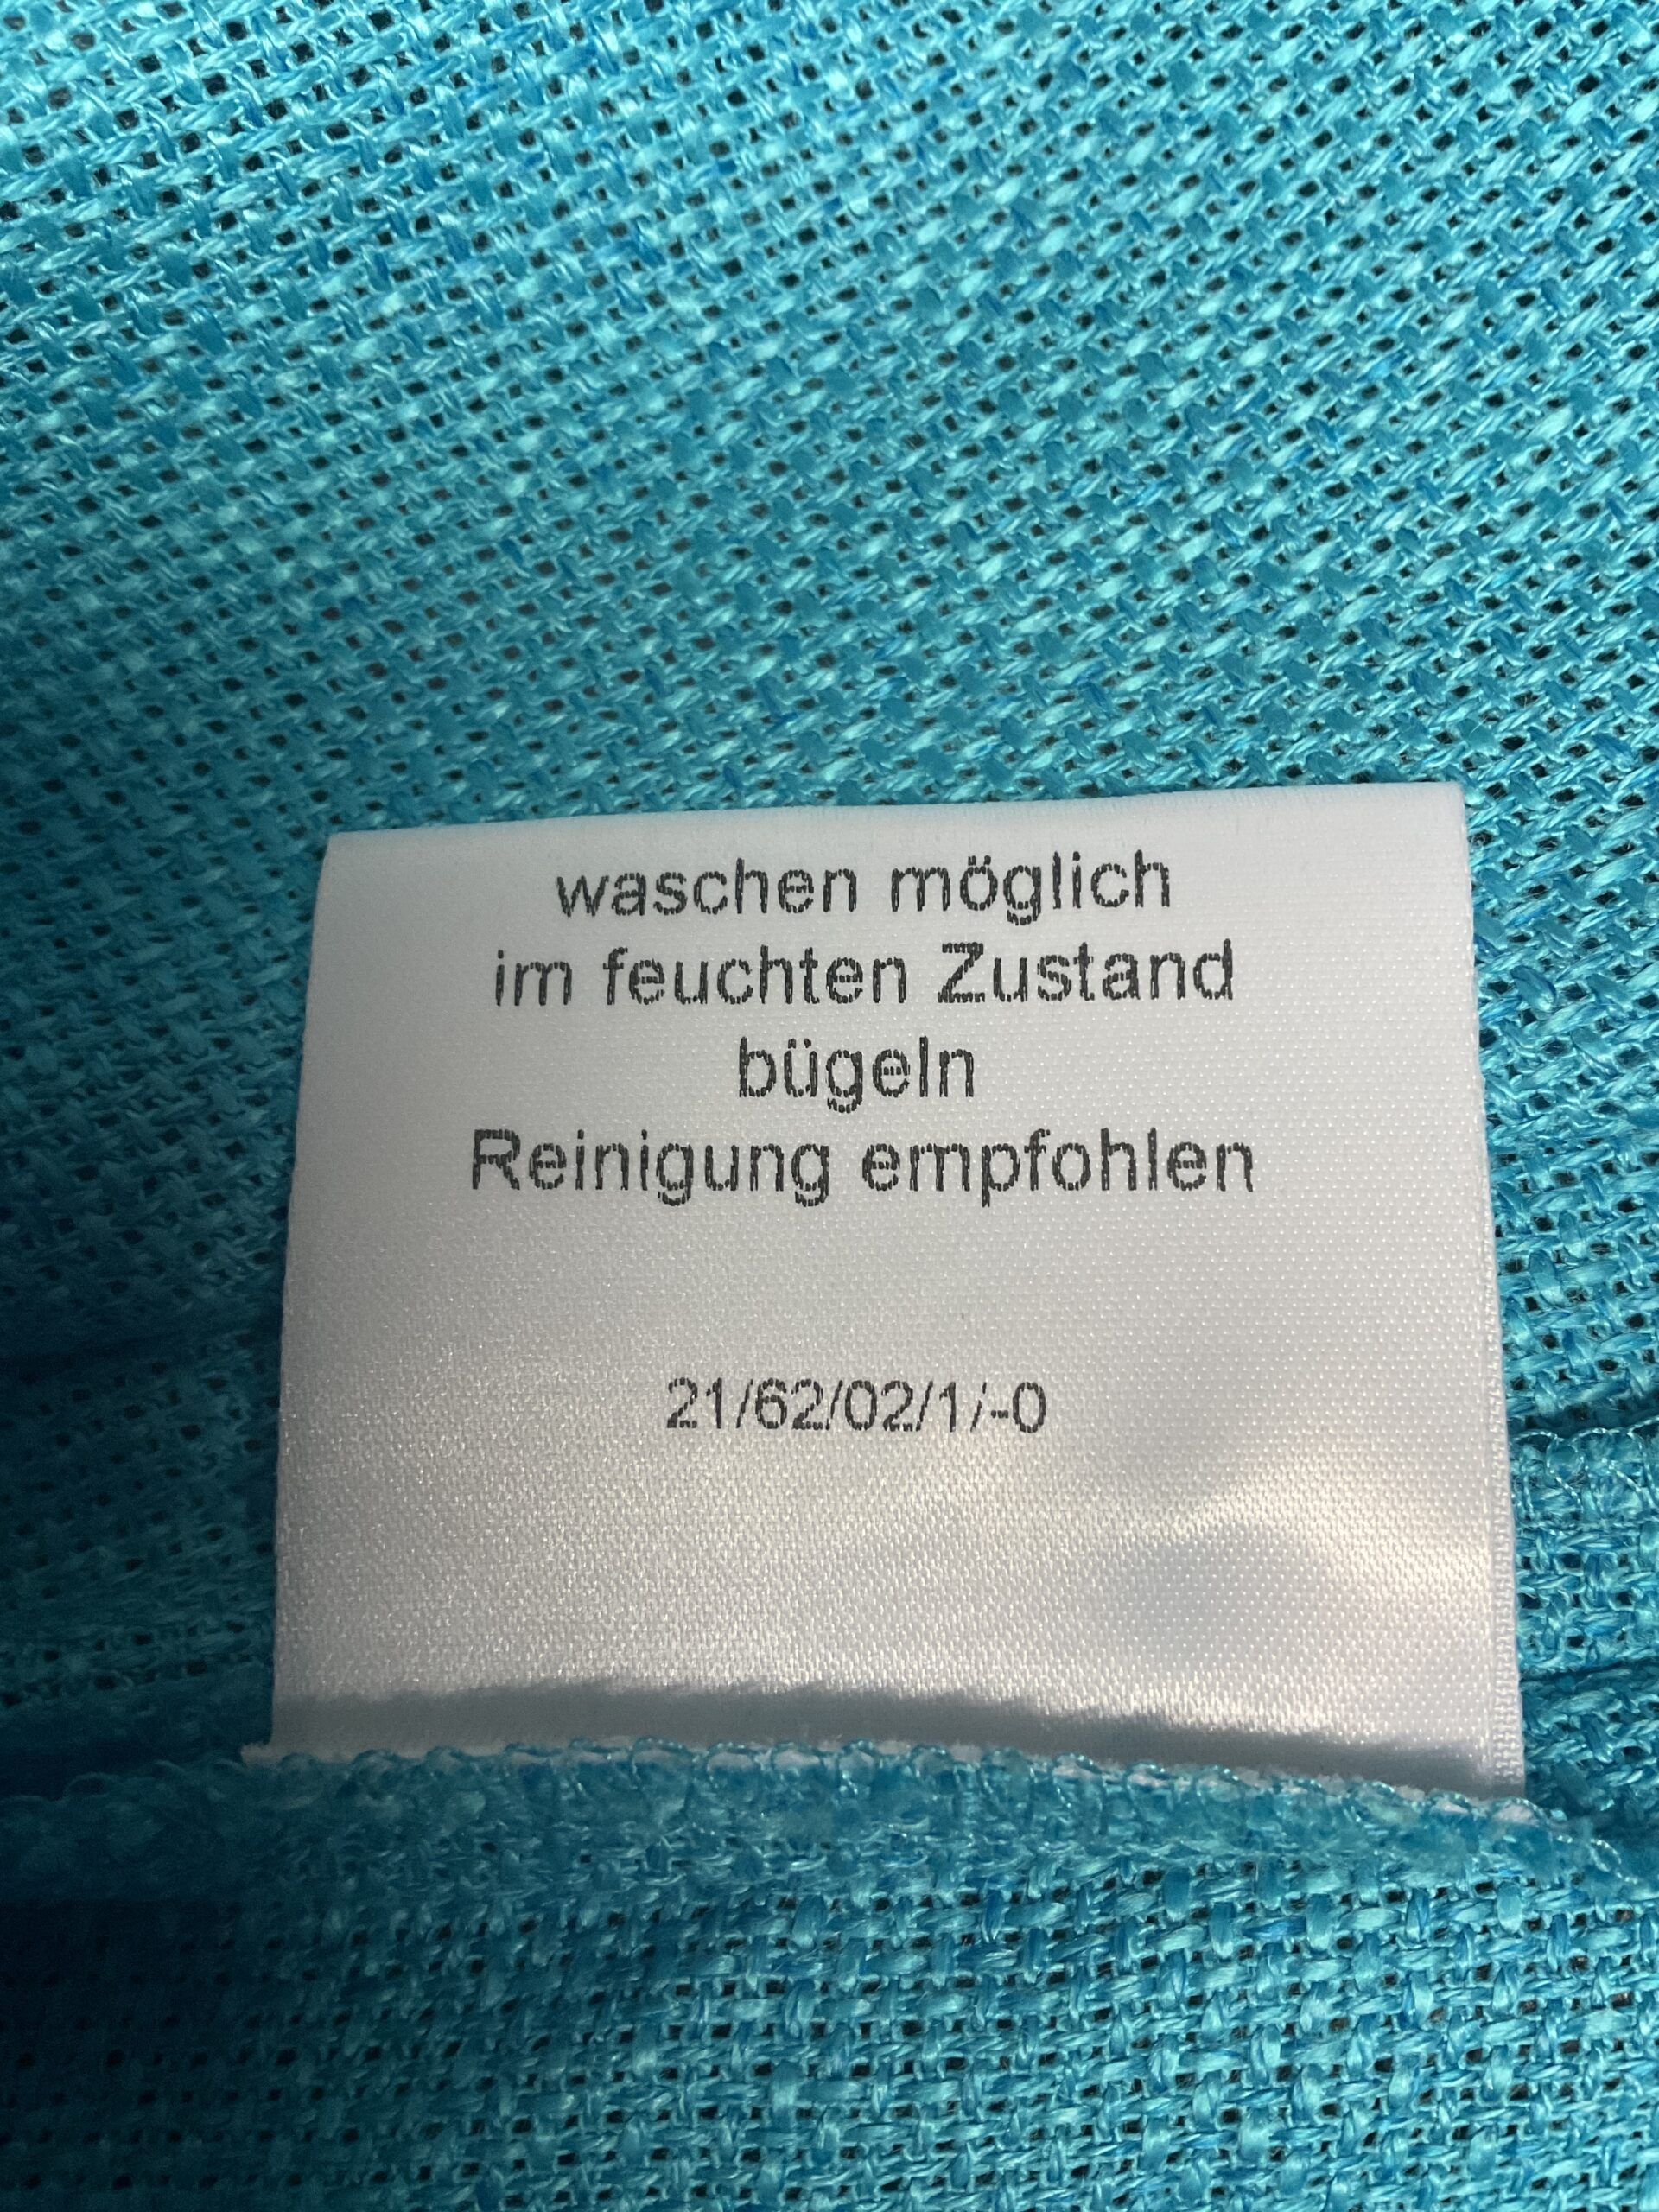 waschen möglich
im feuchten Zustand
bügeln
Reinigung empfohlen
21/62/02/1/-0